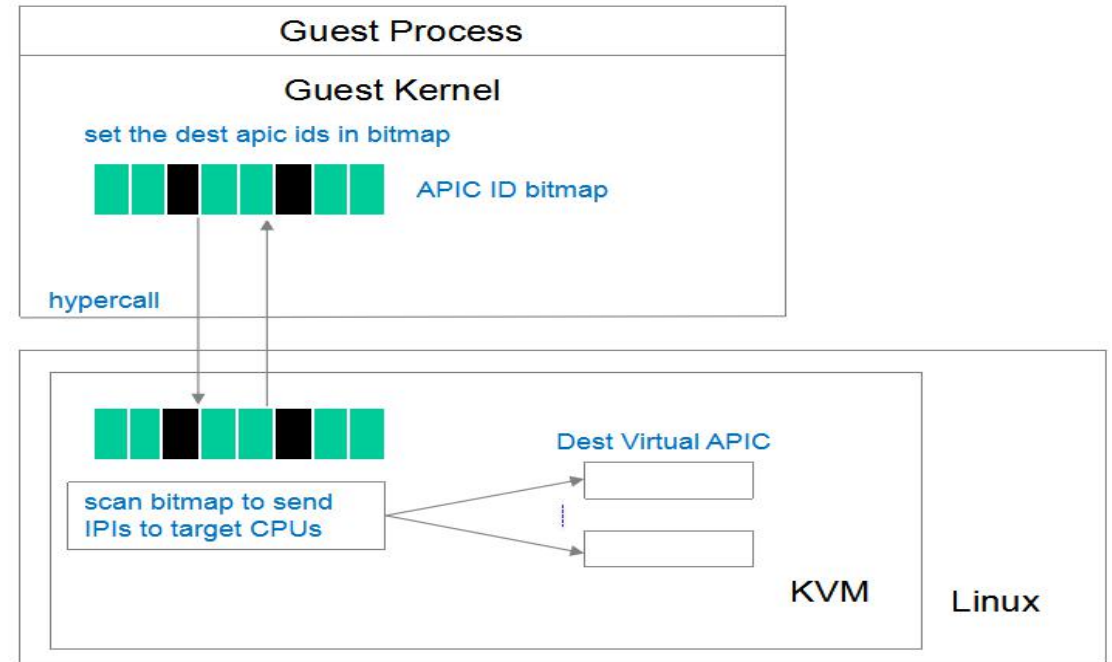 Guest Process
Guest Kernel
set the dest apic ids in bitmap
APIC ID bitmap
hypercall
Dest Virtual APIC
scan bitmap to send
IPIs to target CPUs
KVM
Linux